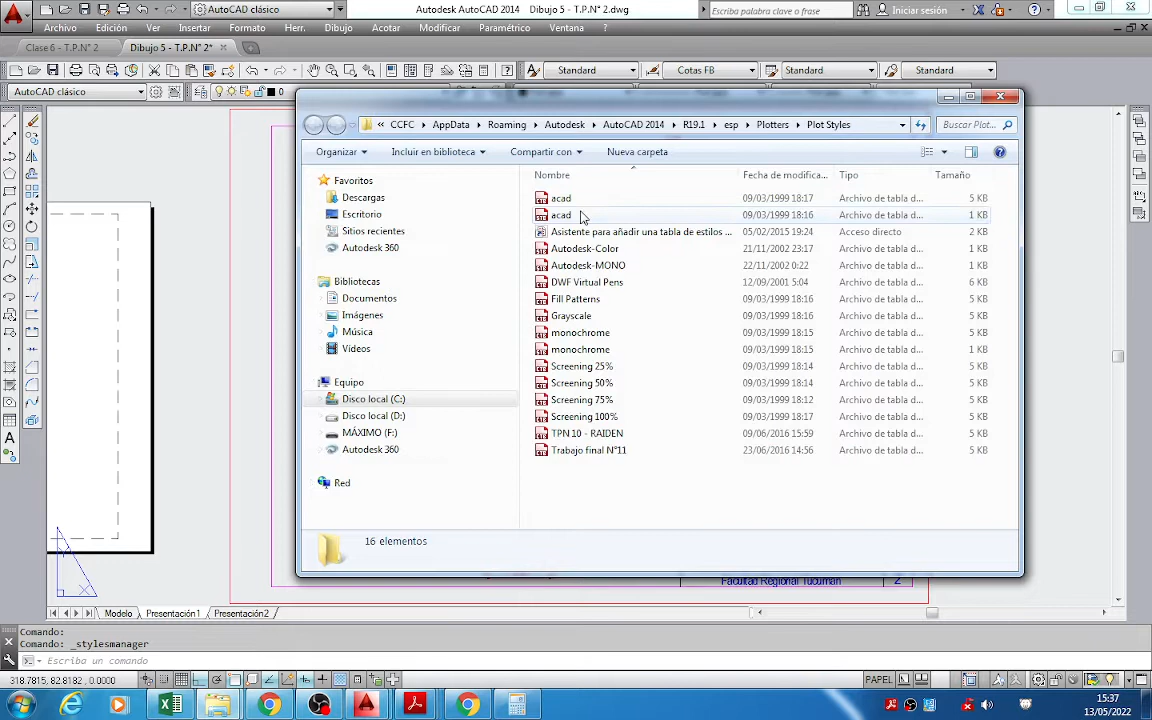 AutoCAD clásico
Autodesk AutoCAD 2014 Dibujo 5 - T.P.N° 2.dwg
Escriba palabra clave o frase
Iniciar sesión
Archivo Edición Ver Insertar Formato Herr. Dibujo Acotar Modificar Paramétrico Ventana ?
Clase 6 - T.P.N° 2 Dibujo 5 - T.P.N° 2*
Standard Cotas FB Standard Standard
AutoCAD clásico 0
« CCFC AppData Roaming Autodesk AutoCAD 2014 R19.1 esp Plotters Plot Styles
Buscar Plot...
Organizar Incluir en biblioteca Compartir con Nueva carpeta
Nombre Fecha de modifica... Tipo Tamaño
Favoritos
Descargas
Escritorio
Sitios recientes
Autodesk 360
Bibliotecas
Documentos
Imágenes
Música
Vídeos
Equipo
Disco local (C:)
Disco local (D:)
MÁXIMO (F:)
Autodesk 360
Red
acad 09/03/1999 18:17 Archivo de tabla d... 5 KB
acad 09/03/1999 18:16 Archivo de tabla d... 1 KB
Asistente para añadir una tabla de estilos ... 05/02/2015 19:24 Acceso directo 2 KB
Autodesk-Color 21/11/2002 23:17 Archivo de tabla d... 5 KB
Autodesk-MONO 22/11/2002 0:22 Archivo de tabla d... 5 KB
DWF Virtual Pens 12/09/2001 5:04 Archivo de tabla d... 6 KB
Fill Patterns 09/03/1999 18:16 Archivo de tabla d... 5 KB
Grayscale 09/03/1999 18:16 Archivo de tabla d... 5 KB
monochrome 09/03/1999 18:15 Archivo de tabla d... 5 KB
monochrome 09/03/1999 18:15 Archivo de tabla d... 1 KB
Screening 25% 09/03/1999 18:14 Archivo de tabla d... 5 KB
Screening 50% 09/03/1999 18:14 Archivo de tabla d... 5 KB
Screening 75% 09/03/1999 18:12 Archivo de tabla d... 5 KB
Screening 100% 09/03/1999 18:17 Archivo de tabla d... 5 KB
TPN 10 - RAIDEN 09/06/2016 15:59 Archivo de tabla d... 5 KB
Trabajo final N°11 23/06/2016 14:56 Archivo de tabla d... 5 KB
16 elementos
Facultad Regional Tucumán 2
Modelo Presentación1 Presentación2
Comando:
Comando: _stylesmanager
Escriba un comando
318.7815, 82.8182, 0.0000
PAPEL
15:37
13/05/2022